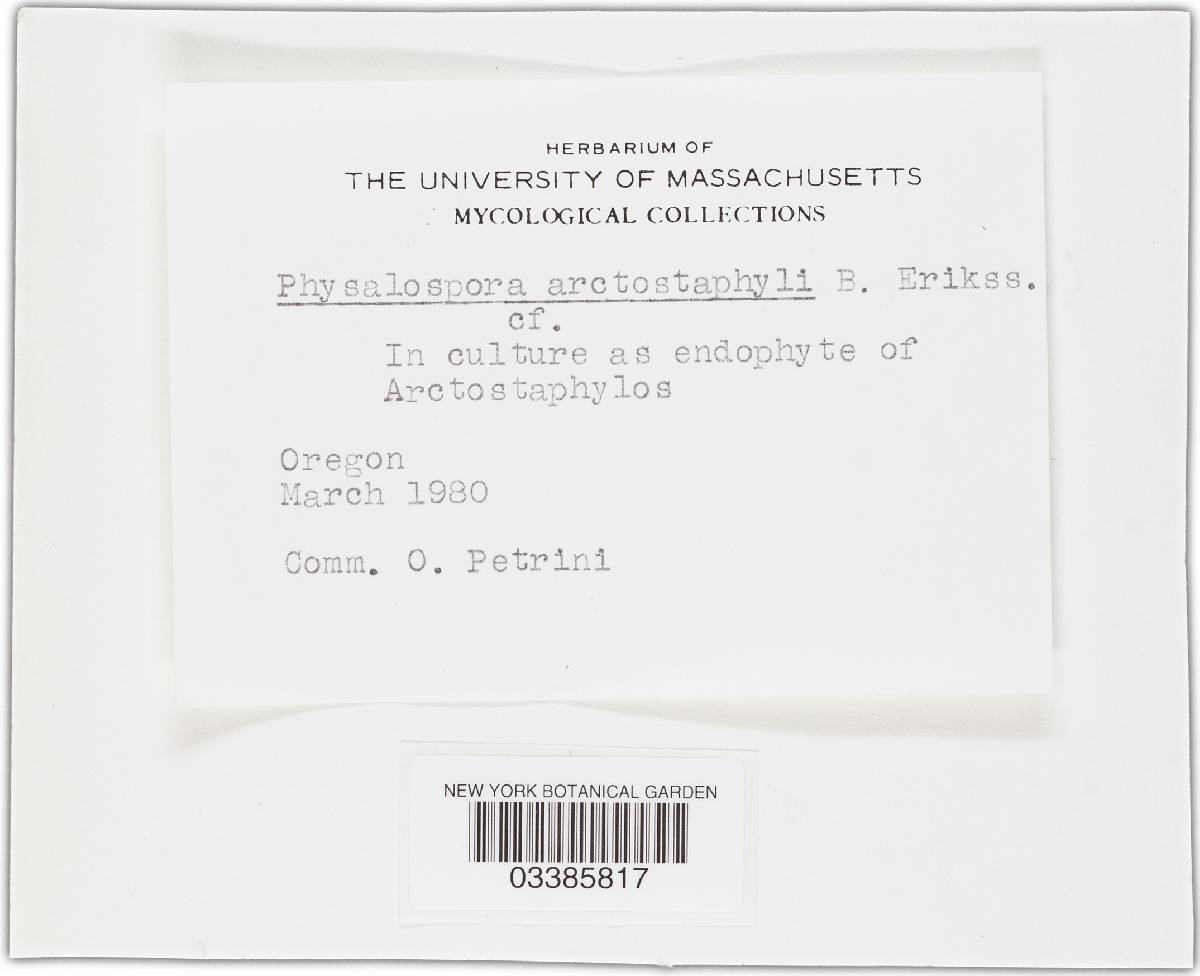 HERBARIUM OF
THE UNIVERSITY OF MASSACHUSETTS
MYCOLOGICAL COLLECTIONS
Physalospora arctostaphyli B. Erikss.
cf.
In culture as endophyte of
Arctostaphylos
Oregon
March 1980
Comm. O. Petrini
NEW YORK BOTANICAL GARDEN
03385817